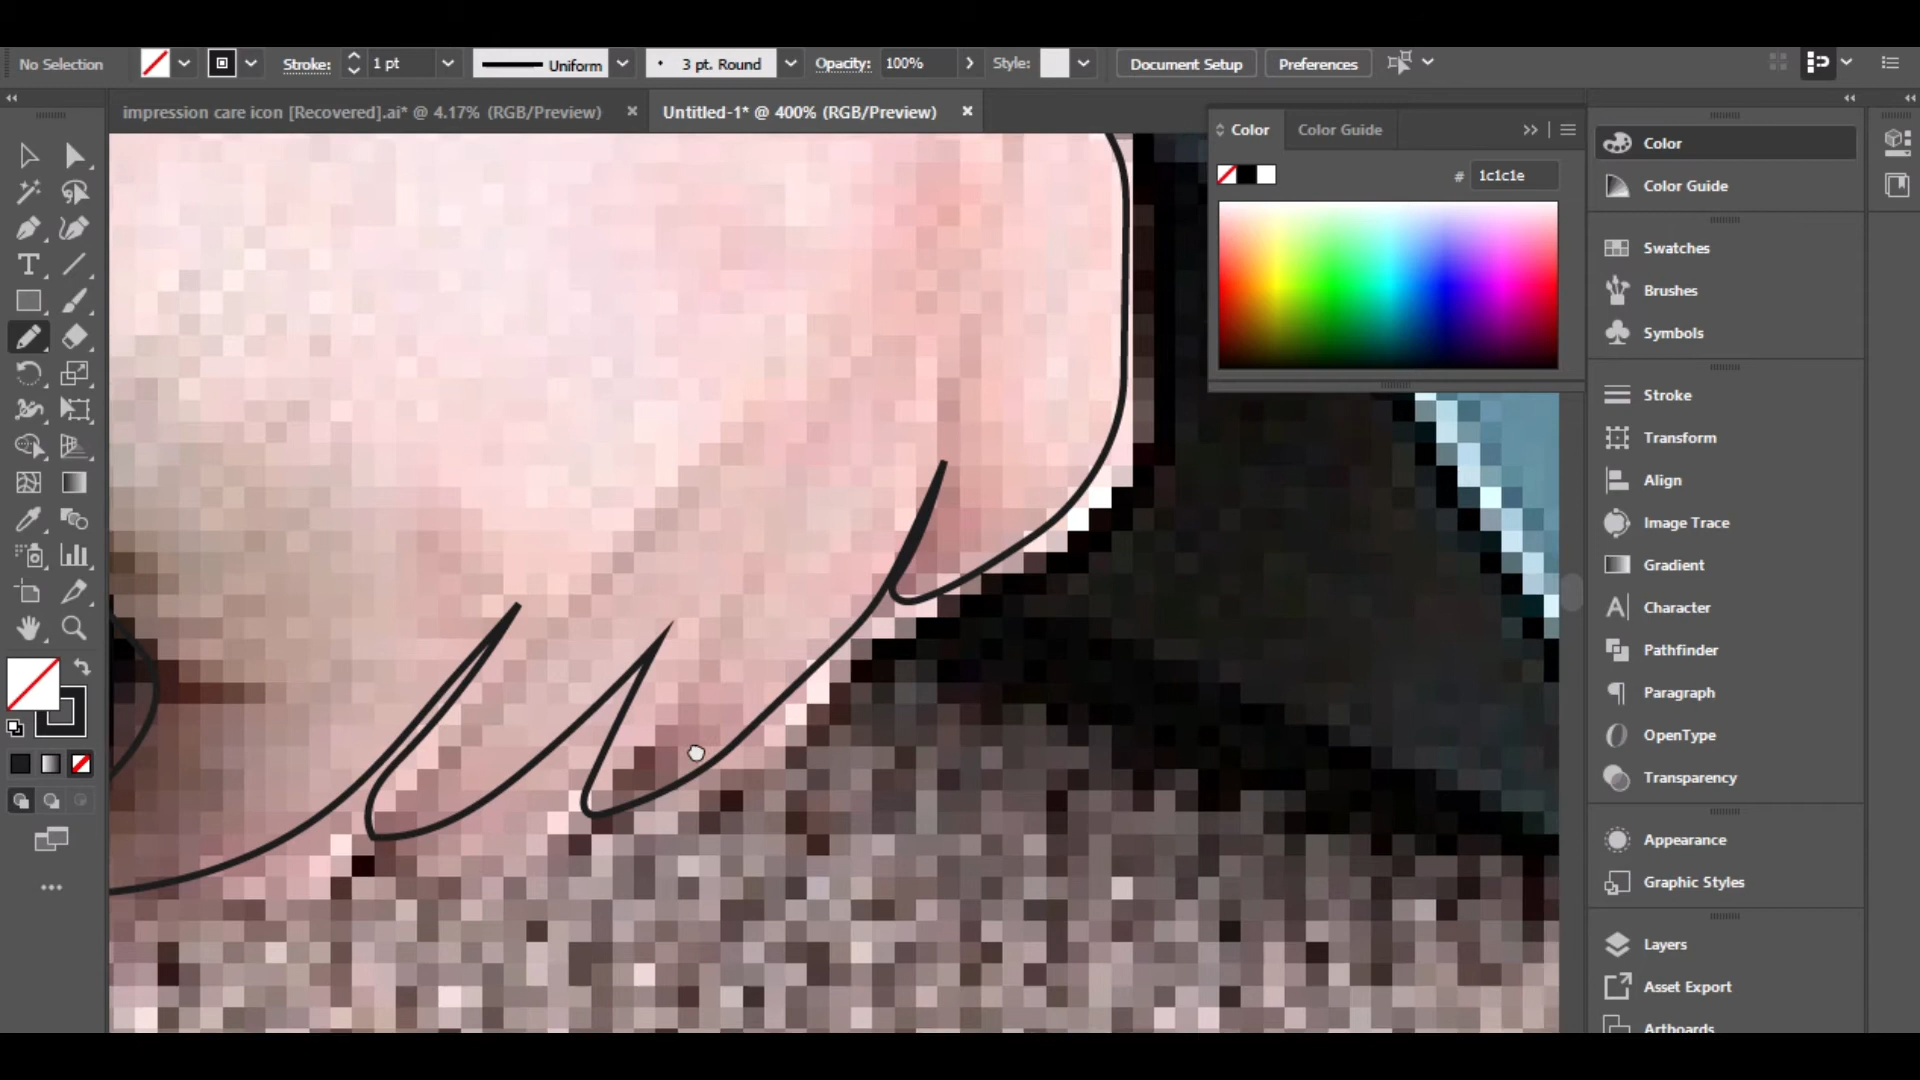 No Selection
Stroke:
1 pt
Uniform
3 pt. Round
Opacity:
100%
Style:
Document Setup
Preferences
impression care icon [Recovered].ai* @ 4.17% (RGB/Preview)
Untitled-1* @ 400% (RGB/Preview)
Color
Color Guide
# 1c1c1e
Color
Color Guide
Swatches
Brushes
Symbols
Stroke
Transform
Align
Image Trace
Gradient
Character
Pathfinder
Paragraph
OpenType
Transparency
Appearance
Graphic Styles
Layers
Asset Export
Artboards